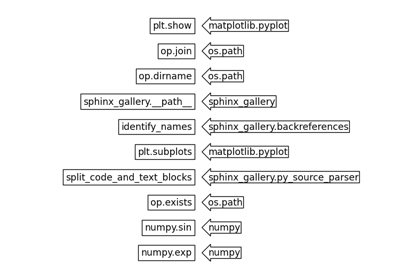 plt.show matplotlib.pyplot
op.join os.path
op.dirname os.path
sphinx_gallery.__path__ sphinx_gallery
identify_names sphinx_gallery.backreferences
plt.subplots matplotlib.pyplot
split_code_and_text_blocks sphinx_gallery.py_source_parser
op.exists os.path
numpy.sin numpy
numpy.exp numpy